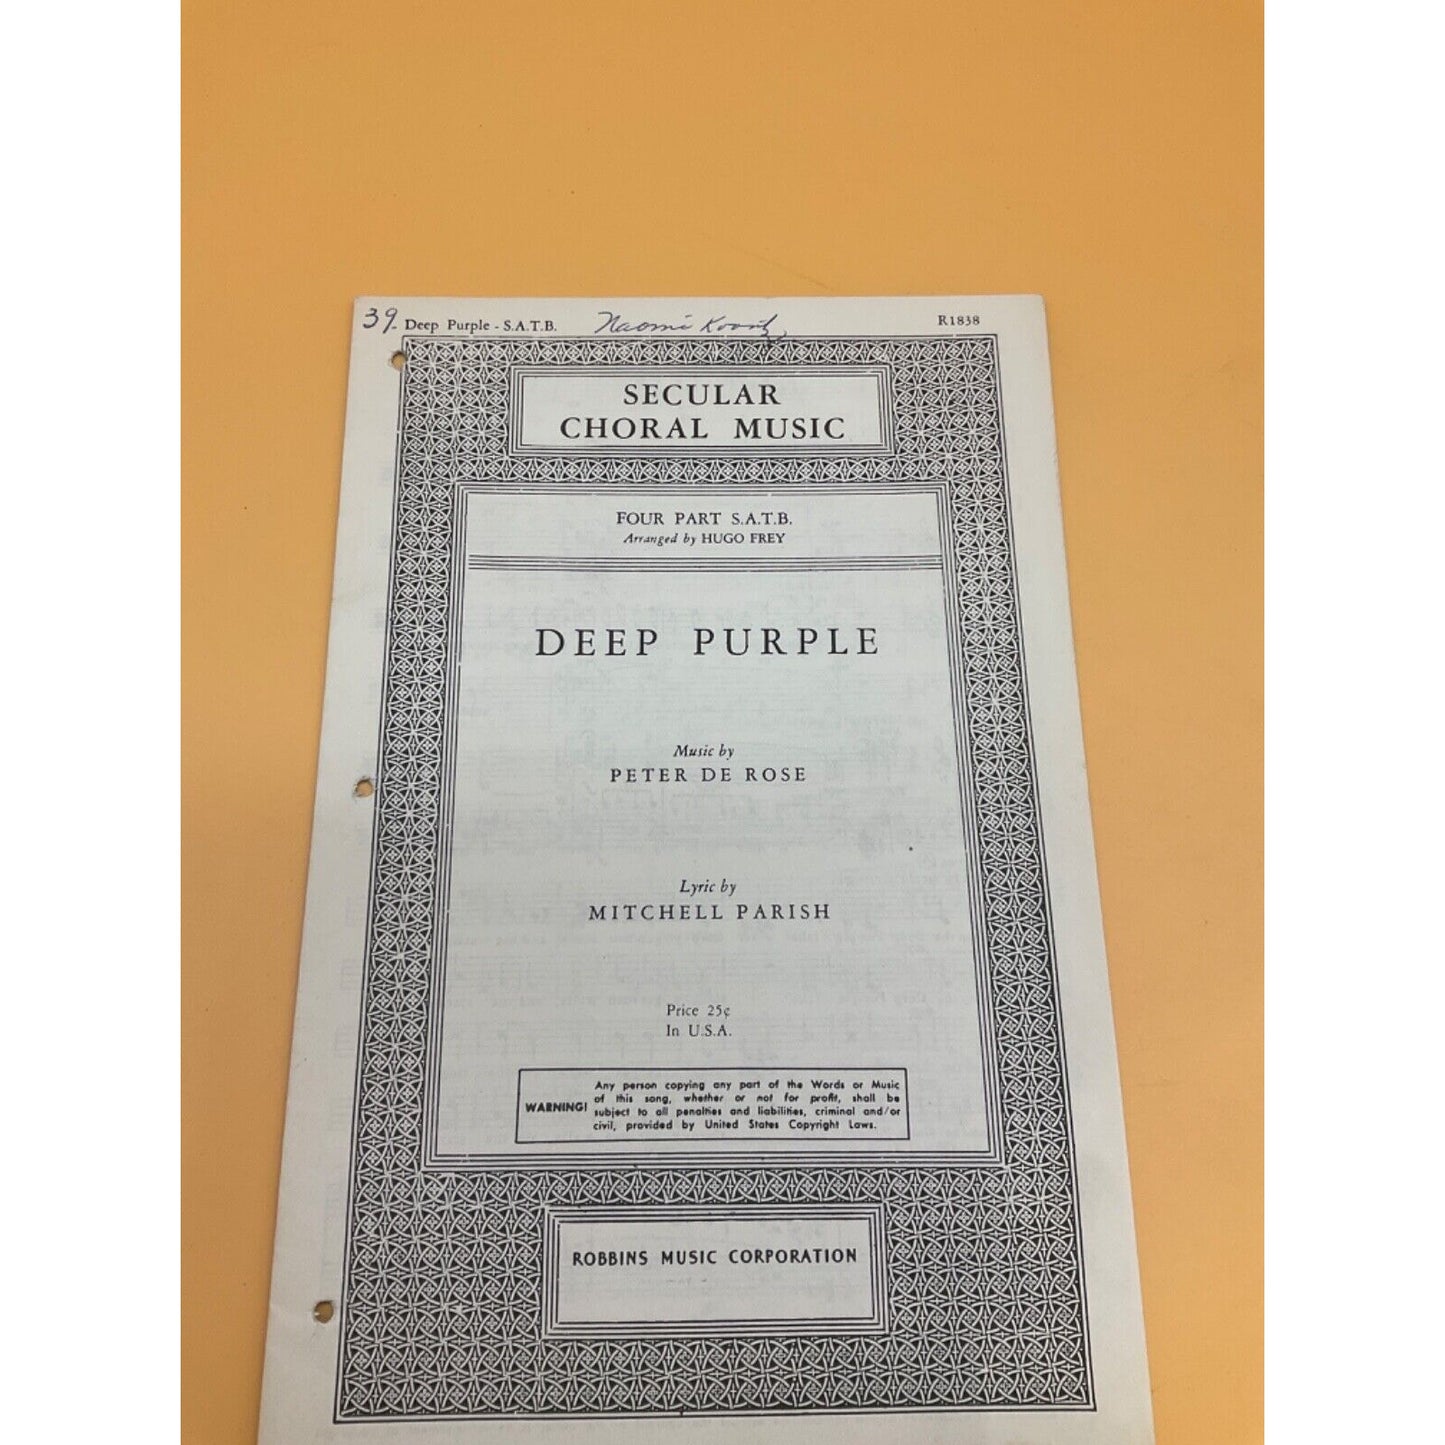 39. Deep Purple - S.A.T.B. Naomi Koontz R1838
SECULAR
CHORAL MUSIC
FOUR PART S.A.T.B.
Arranged by HUGO FREY
DEEP PURPLE
Music by
PETER DE ROSE
Lyric by
MITCHELL PARISH
Price 25¢
In U.S.A.
WARNING! Any person copying any part of the Words or Music
of this song, whether or not for profit, shall be
subject to all penalties and liabilities, criminal and/or
civil, provided by United States Copyright Laws.
ROBBINS MUSIC CORPORATION